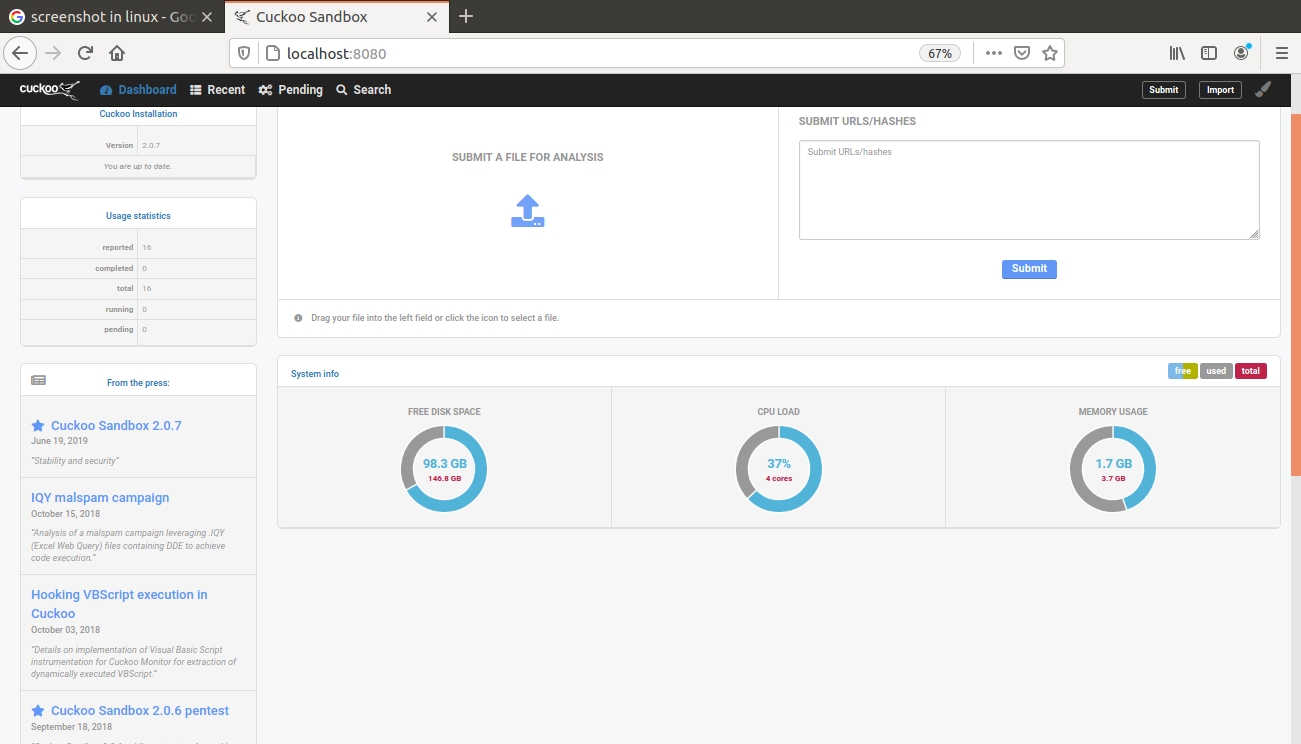 screenshot in linux - Goo
Cuckoo Sandbox
localhost:8080
67%
cuckoo
Dashboard
Recent
Pending
Search
Submit
Import
Cuckoo Installation
Version 2.0.7
You are up to date.
Usage statistics
reported 16
completed 0
total 16
running 0
pending 0
From the press:
Cuckoo Sandbox 2.0.7
June 19, 2019
"Stability and security"
IQY malspam campaign
October 15, 2018
"Analysis of a malspam campaign leveraging .IQY
(Excel Web Query) files containing DDE to achieve
code execution."
Hooking VBScript execution in
Cuckoo
October 03, 2018
"Details on implementation of Visual Basic Script
instrumentation for Cuckoo Monitor for extraction of
dynamically executed VBScript."
Cuckoo Sandbox 2.0.6 pentest
September 18, 2018
SUBMIT A FILE FOR ANALYSIS
SUBMIT URLS/HASHES
Submit URLs/hashes
Submit
Drag your file into the left field or click the icon to select a file.
System info
free
used
total
FREE DISK SPACE
98.3 GB
146.8 GB
CPU LOAD
37%
4 cores
MEMORY USAGE
1.7 GB
3.7 GB